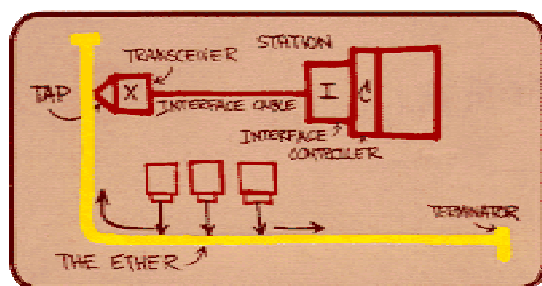 STATION
TRANSCEIVER
TAP
X
I
C
INTERFACE CABLE
INTERFACE
CONTROLLER
TERMINATOR
THE ETHER